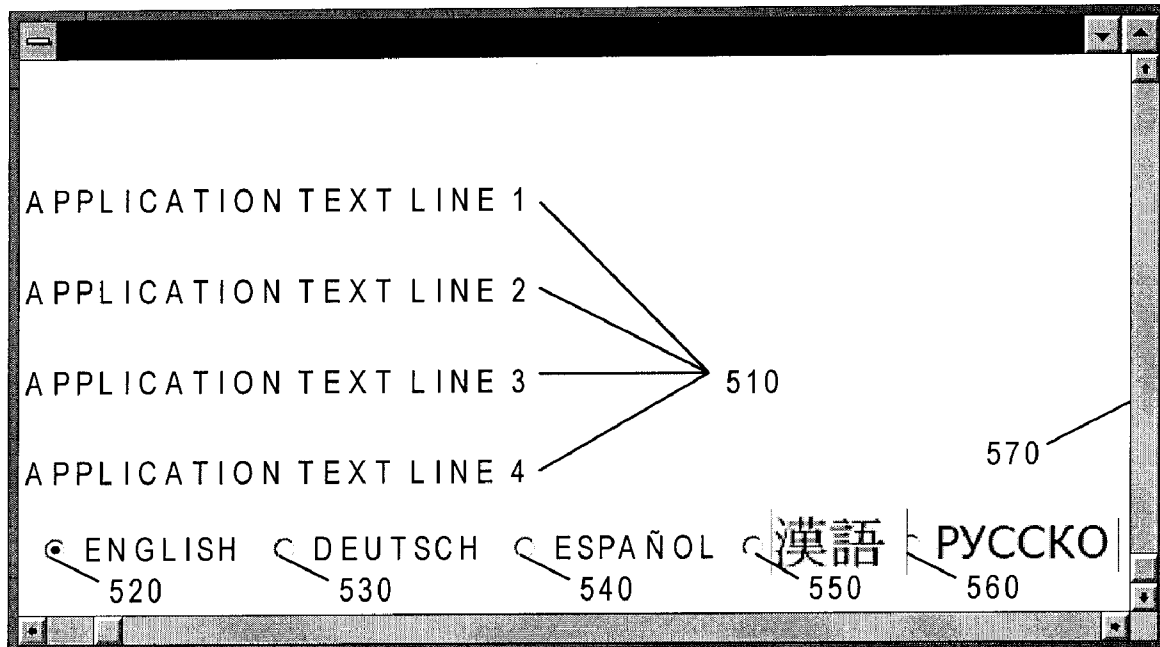 APPLICATION TEXT LINE 1
APPLICATION TEXT LINE 2
APPLICATION TEXT LINE 3
510
570
APPLICATION TEXT LINE 4
ENGLISH DEUTSCH ESPAÑOL 漢語 РУССКО
520 530 540 550 560